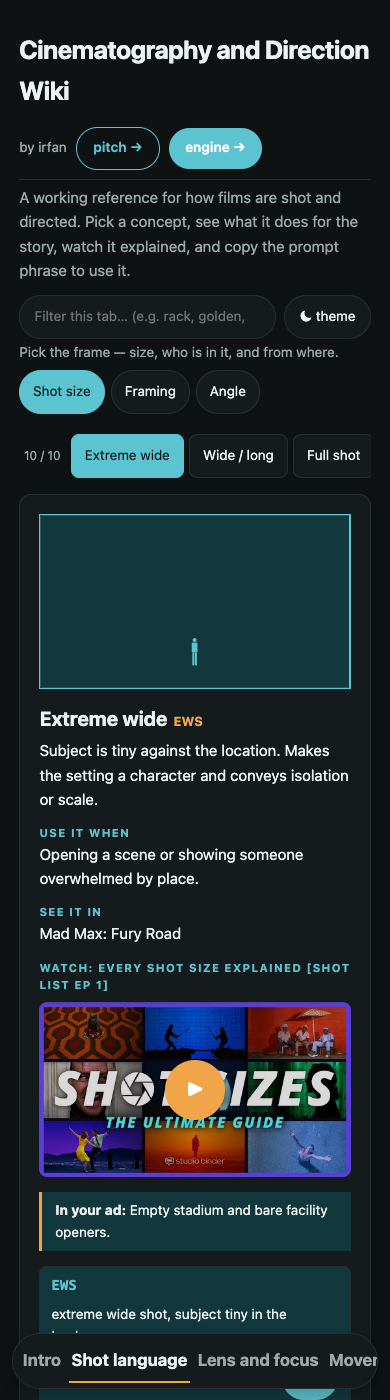 Cinematography and Direction
Wiki
by irfan
pitch →
engine →
A working reference for how films are shot and
directed. Pick a concept, see what it does for the
story, watch it explained, and copy the prompt
phrase to use it.
Filter this tab... (e.g. rack, golden,
theme
Pick the frame — size, who is in it, and from where.
Shot size
Framing
Angle
10 / 10
Extreme wide
Wide / long
Full shot
Extreme wide EWS
Subject is tiny against the location. Makes
the setting a character and conveys isolation
or scale.
USE IT WHEN
Opening a scene or showing someone
overwhelmed by place.
SEE IT IN
Mad Max: Fury Road
WATCH: EVERY SHOT SIZE EXPLAINED [SHOT
LIST EP 1]
SHOT SIZES
THE ULTIMATE GUIDE
studio binder
In your ad: Empty stadium and bare facility
openers.
EWS
extreme wide shot, subject tiny in the
Intro
Shot language
Lens and focus
Mover